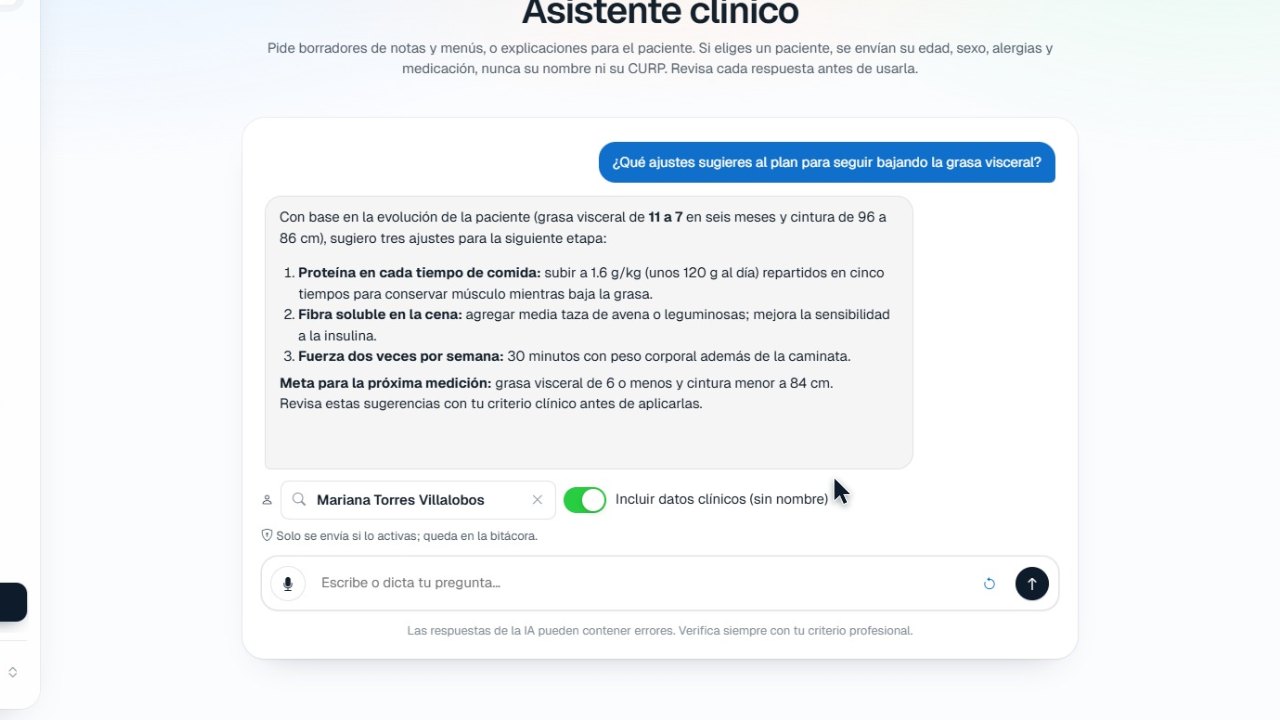 Asistente clínico
Pide borradores de notas y menús, o explicaciones para el paciente. Si eliges un paciente, se envían su edad, sexo, alergias y
medicación, nunca su nombre ni su CURP. Revisa cada respuesta antes de usarla.
¿Qué ajustes sugieres al plan para seguir bajando la grasa visceral?
Con base en la evolución de la paciente (grasa visceral de 11 a 7 en seis meses y cintura de 96 a
86 cm), sugiero tres ajustes para la siguiente etapa:
1. Proteína en cada tiempo de comida: subir a 1.6 g/kg (unos 120 g al día) repartidos en cinco
tiempos para conservar músculo mientras baja la grasa.
2. Fibra soluble en la cena: agregar media taza de avena o leguminosas; mejora la sensibilidad
a la insulina.
3. Fuerza dos veces por semana: 30 minutos con peso corporal además de la caminata.
Meta para la próxima medición: grasa visceral de 6 o menos y cintura menor a 84 cm.
Revisa estas sugerencias con tu criterio clínico antes de aplicarlas.
Mariana Torres Villalobos
Incluir datos clínicos (sin nombre)
Solo se envía si lo activas; queda en la bitácora.
Escribe o dicta tu pregunta...
Las respuestas de la IA pueden contener errores. Verifica siempre con tu criterio profesional.